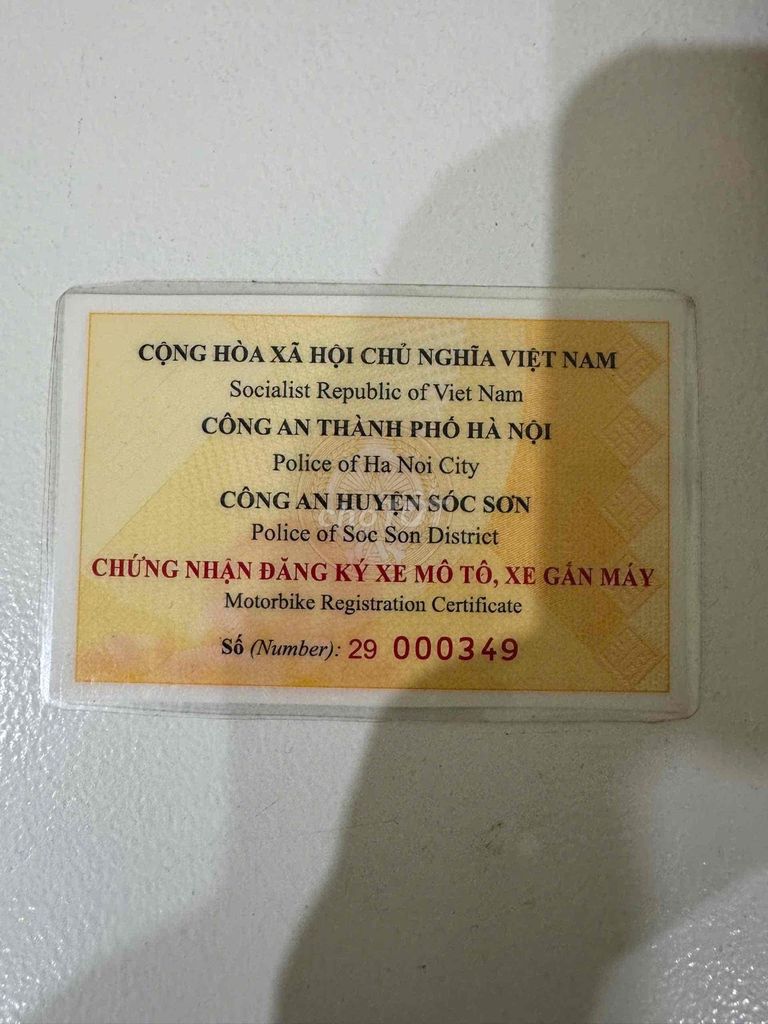 CỘNG HÒA XÃ HỘI CHỦ NGHĨA VIỆT NAM
Socialist Republic of Viet Nam
CÔNG AN THÀNH PHỐ HÀ NỘI
Police of Ha Noi City
CÔNG AN HUYỆN SÓC SƠN
Police of Soc Son District
CHỨNG NHẬN ĐĂNG KÝ XE MÔ TÔ, XE GẮN MÁY
Motorbike Registration Certificate
Số (Number): 29 000349